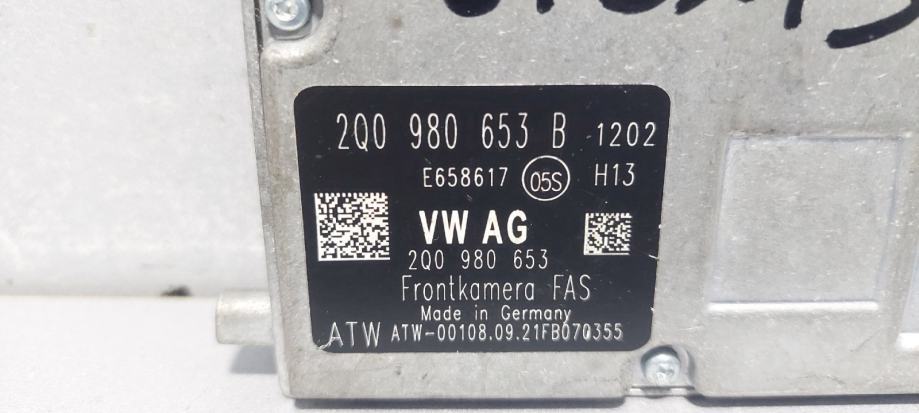 2Q0 980 653 B 1202
E658617 05S H13
VW AG
2Q0 980 653
Frontkamera FAS
Made in Germany
ATW ATW-00108.09.21FB070355